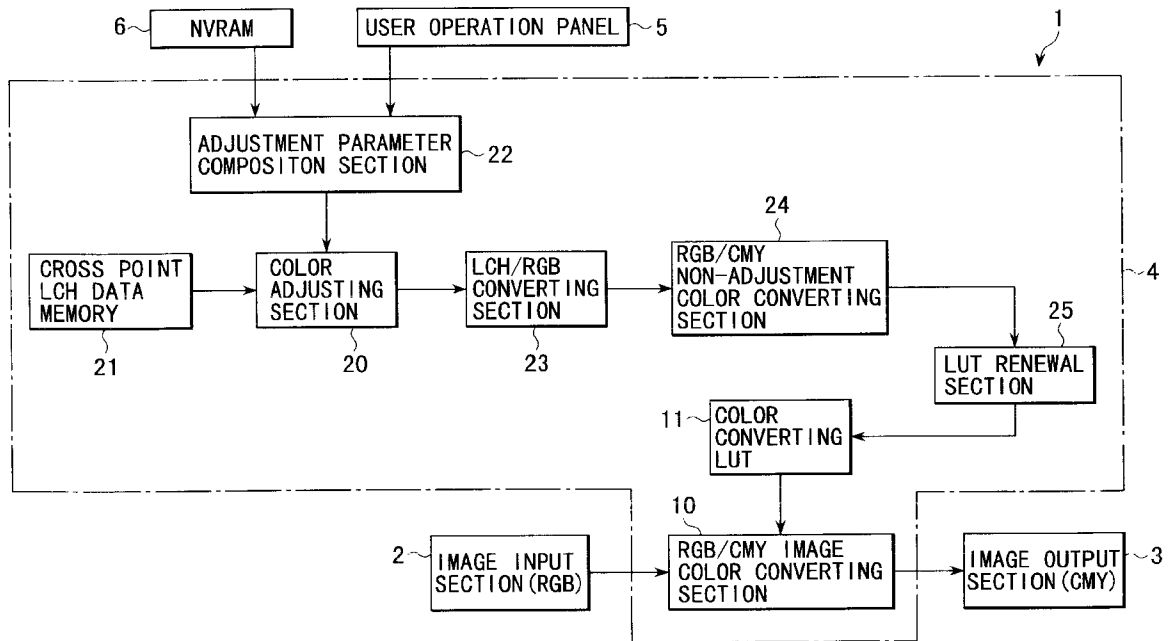 6
NVRAM
USER OPERATION PANEL
5
1
ADJUSTMENT PARAMETER
COMPOSITON SECTION
22
CROSS POINT
LCH DATA
MEMORY
21
COLOR
ADJUSTING
SECTION
20
LCH/RGB
CONVERTING
SECTION
23
24
RGB/CMY
NON-ADJUSTMENT
COLOR CONVERTING
SECTION
4
25
LUT RENEWAL
SECTION
11
COLOR
CONVERTING
LUT
2
IMAGE INPUT
SECTION(RGB)
10
RGB/CMY IMAGE
COLOR CONVERTING
SECTION
IMAGE OUTPUT
SECTION(CMY)
3